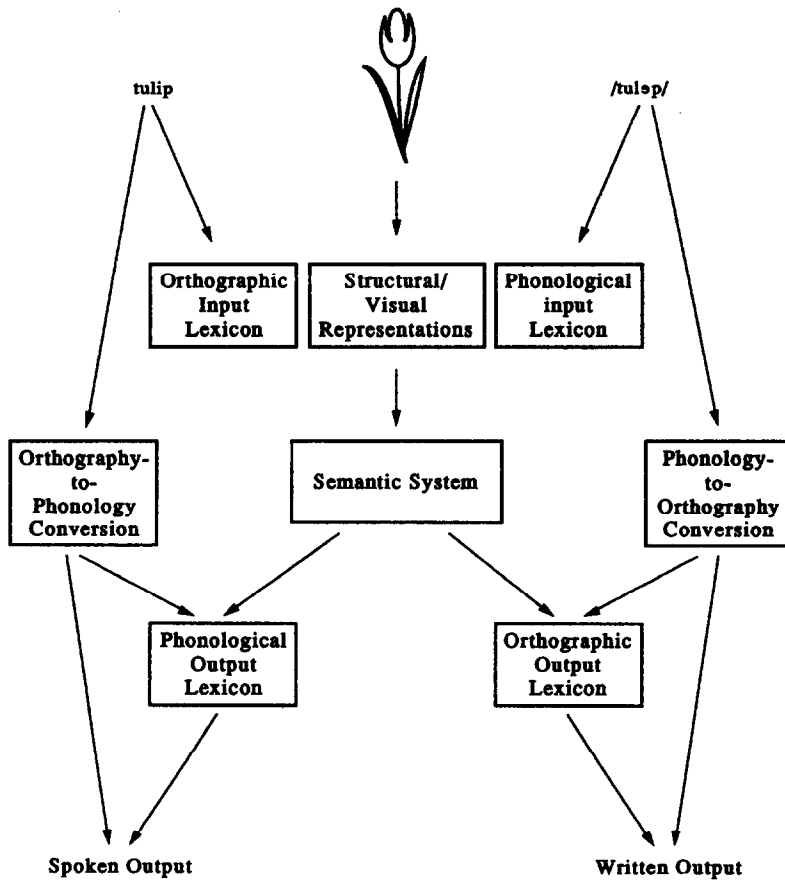 tulip
/tuləp/
Orthographic
Input
Lexicon
Structural/
Visual
Representations
Phonological
input
Lexicon
Orthography-
to-
Phonology
Conversion
Semantic System
Phonology-
to-
Orthography
Conversion
Phonological
Output
Lexicon
Orthographic
Output
Lexicon
Spoken Output
Written Output